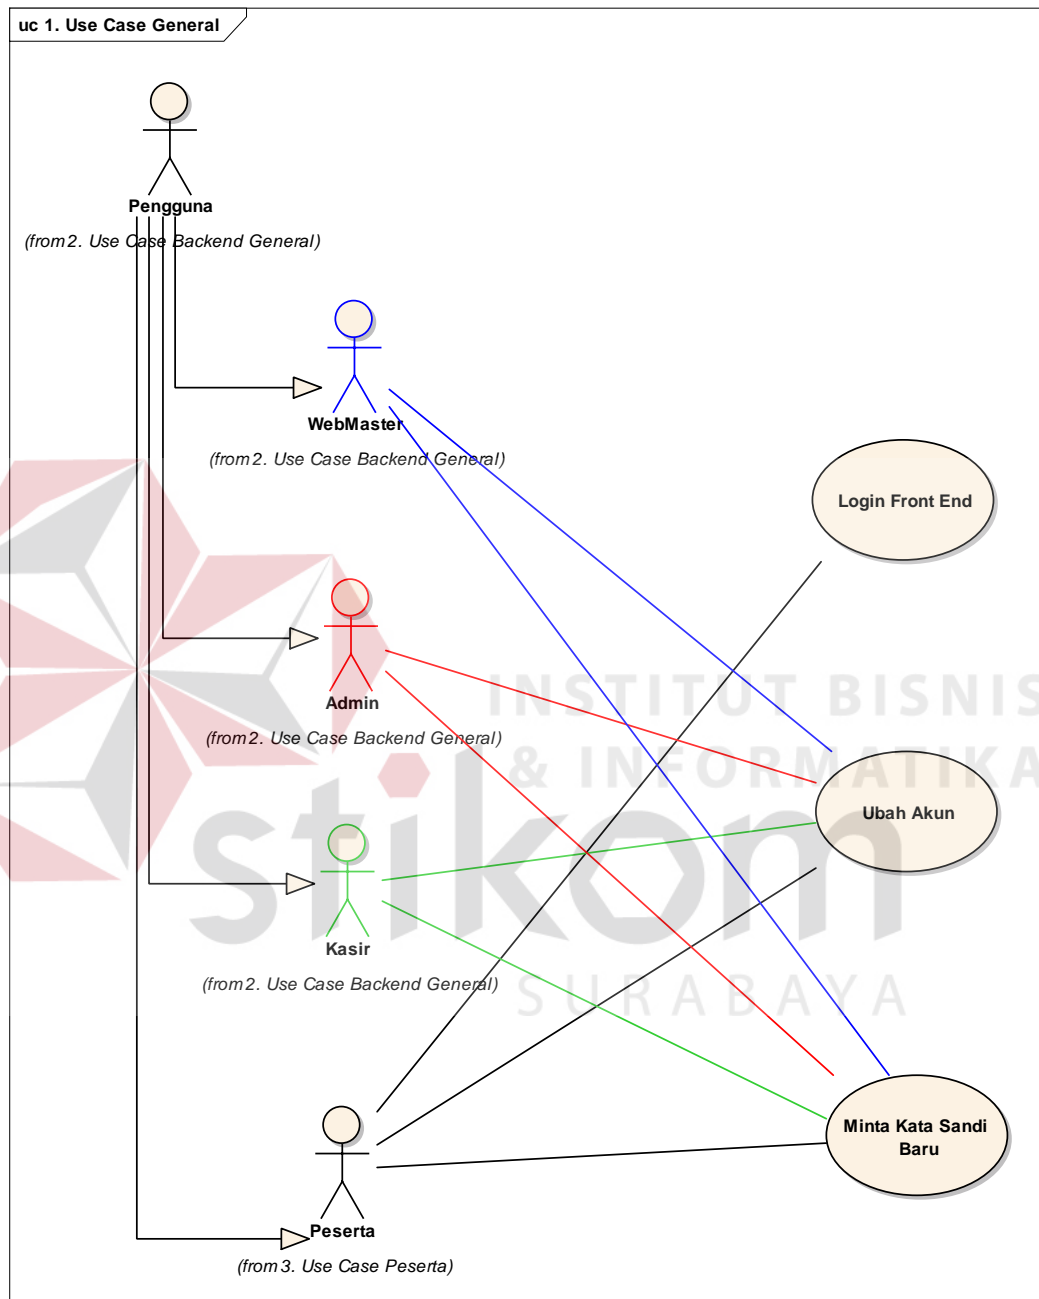 uc 1. Use Case General
Pengguna
(from 2. Use Case Backend General)
WebMaster
(from 2. Use Case Backend General)
Login Front End
Admin
(from 2. Use Case Backend General)
INSTITUT BISNIS
& INFORMATIKA
stikom
SURABAYA
Ubah Akun
Kasir
(from 2. Use Case Backend General)
Minta Kata Sandi
Baru
Peserta
(from 3. Use Case Peserta)